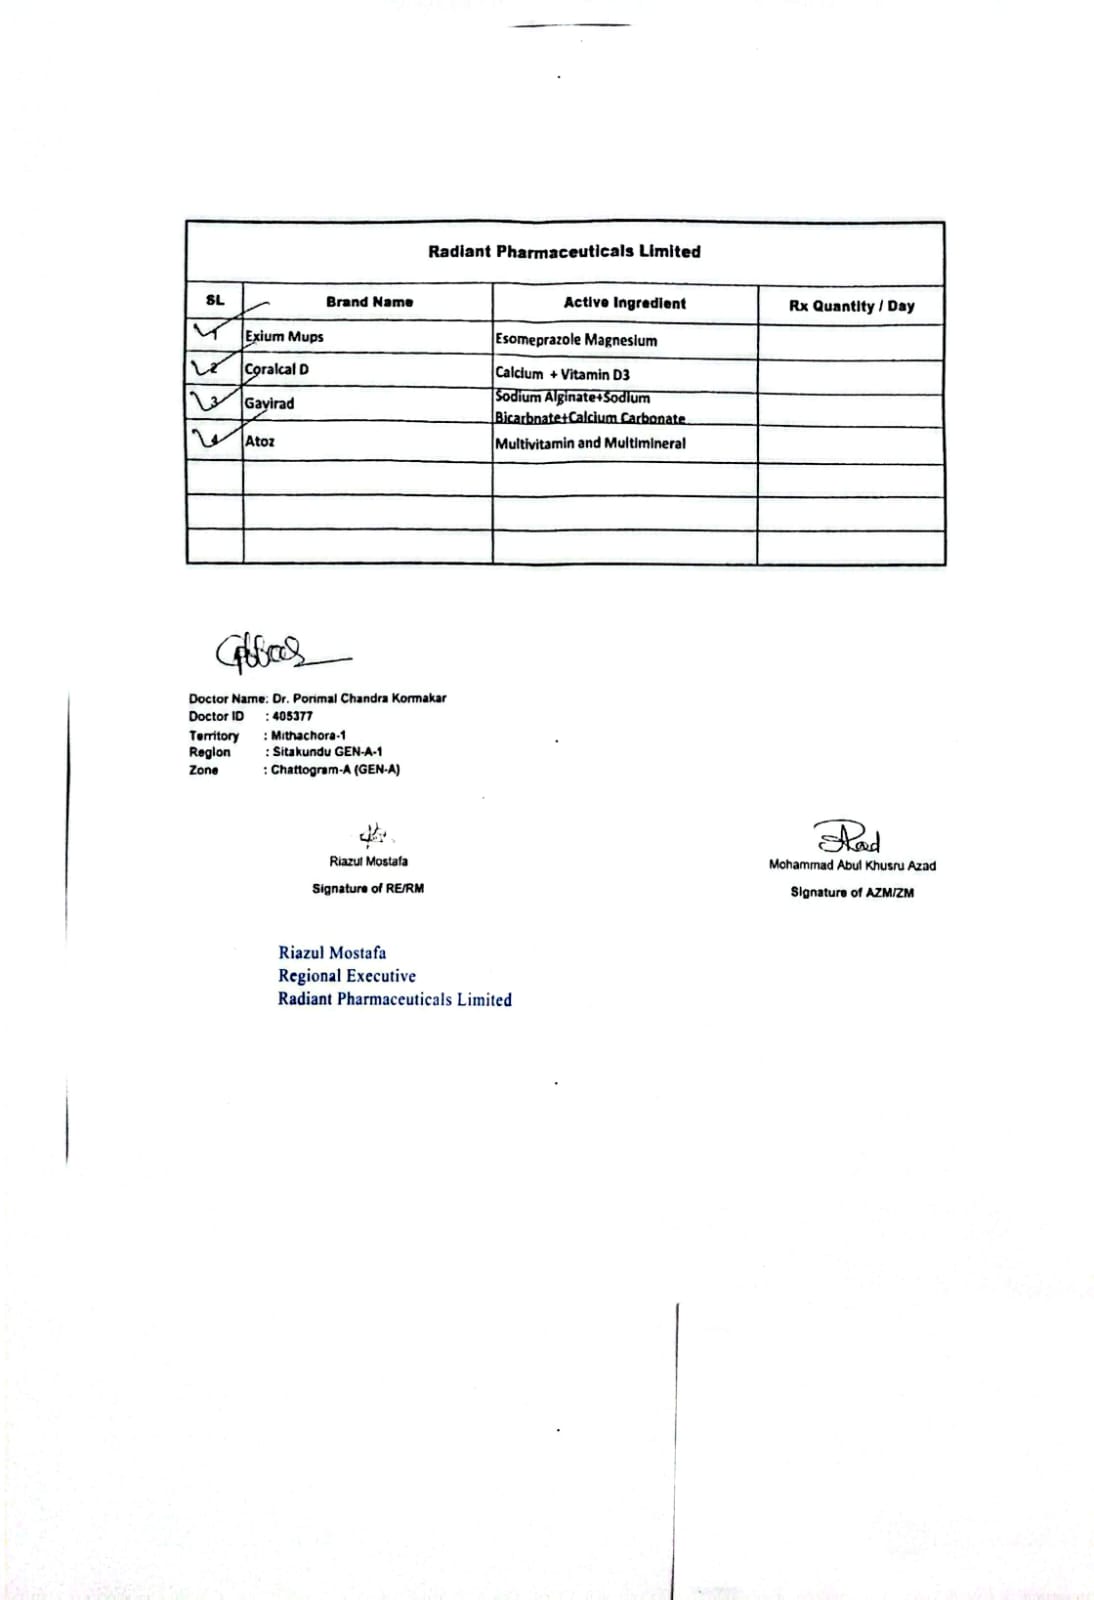 Radiant Pharmaceuticals Limited
SL Brand Name Active Ingredient Rx Quantity / Day
1 Exium Mups Esomeprazole Magnesium
2 Coralcal D Calcium + Vitamin D3
3 Gavirad Sodium Alginate+Sodium
Bicarbnate+Calcium Carbonate
4 Atoz Multivitamin and Multimineral
Doctor Name: Dr. Porimal Chandra Kormakar
Doctor ID : 405377
Territory : Mithachora-1
Region : Sitakundu GEN-A-1
Zone : Chattogram-A (GEN-A)
Azad
Riazul Mostafa Mohammad Abul Khusru Azad
Signature of RE/RM Signature of AZM/ZM
Riazul Mostafa
Regional Executive
Radiant Pharmaceuticals Limited